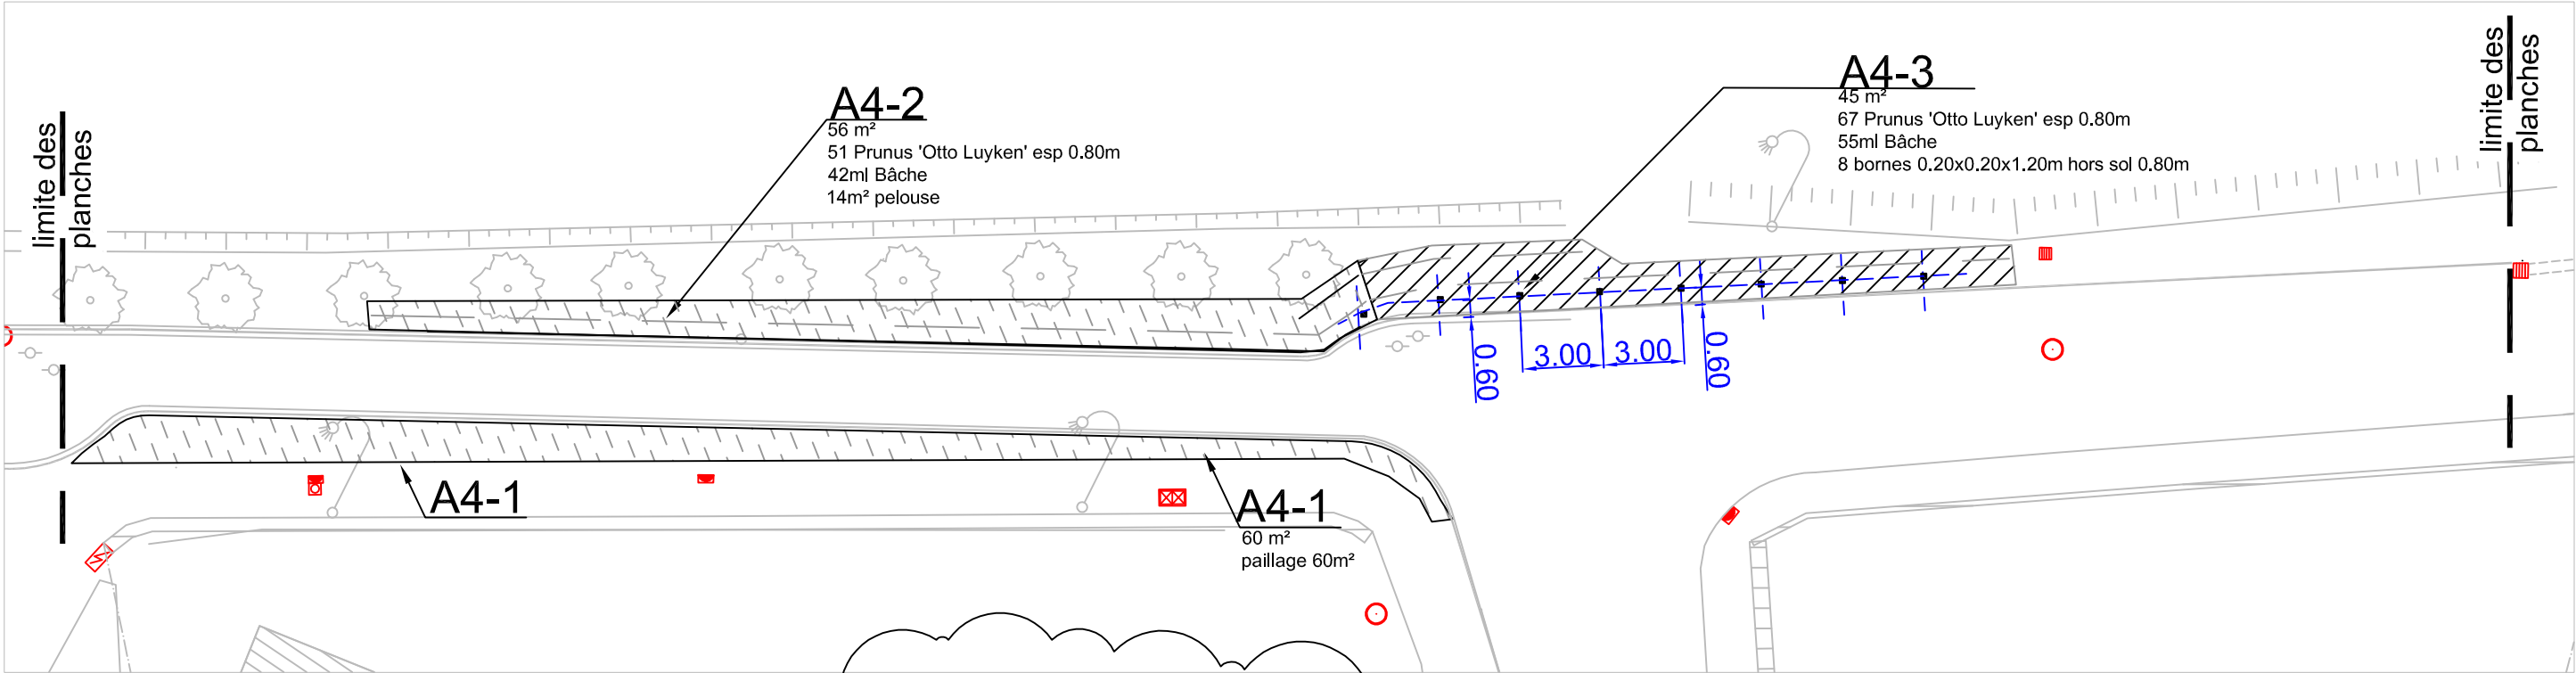 limite des
planches
A4-2
56 m²
51 Prunus 'Otto Luyken' esp 0.80m
42ml Bâche
14m² pelouse
A4-3
45 m²
67 Prunus 'Otto Luyken' esp 0.80m
55ml Bâche
8 bornes 0.20x0.20x1.20m hors sol 0.80m
limite des
planches
0.60
3.00
3.00
0.60
A4-1
A4-1
60 m²
paillage 60m²